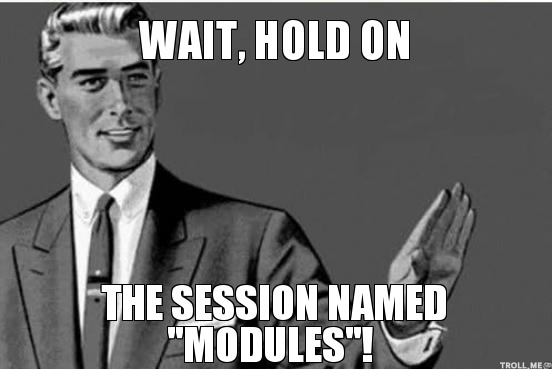 WAIT, HOLD ON
THE SESSION NAMED
"MODULES"!
TROLL.ME